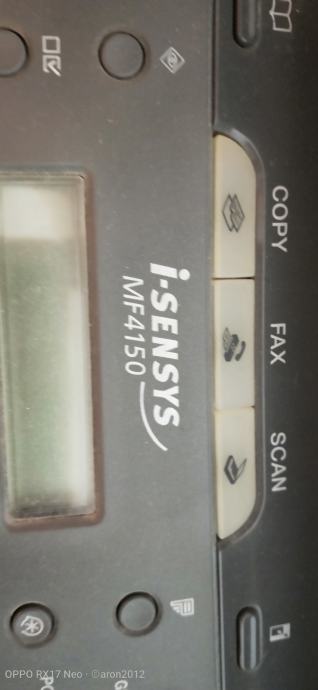 COPY
FAX
SCAN
i-SENSYS
MF4150
OPPO RX17 Neo · ©aron2012